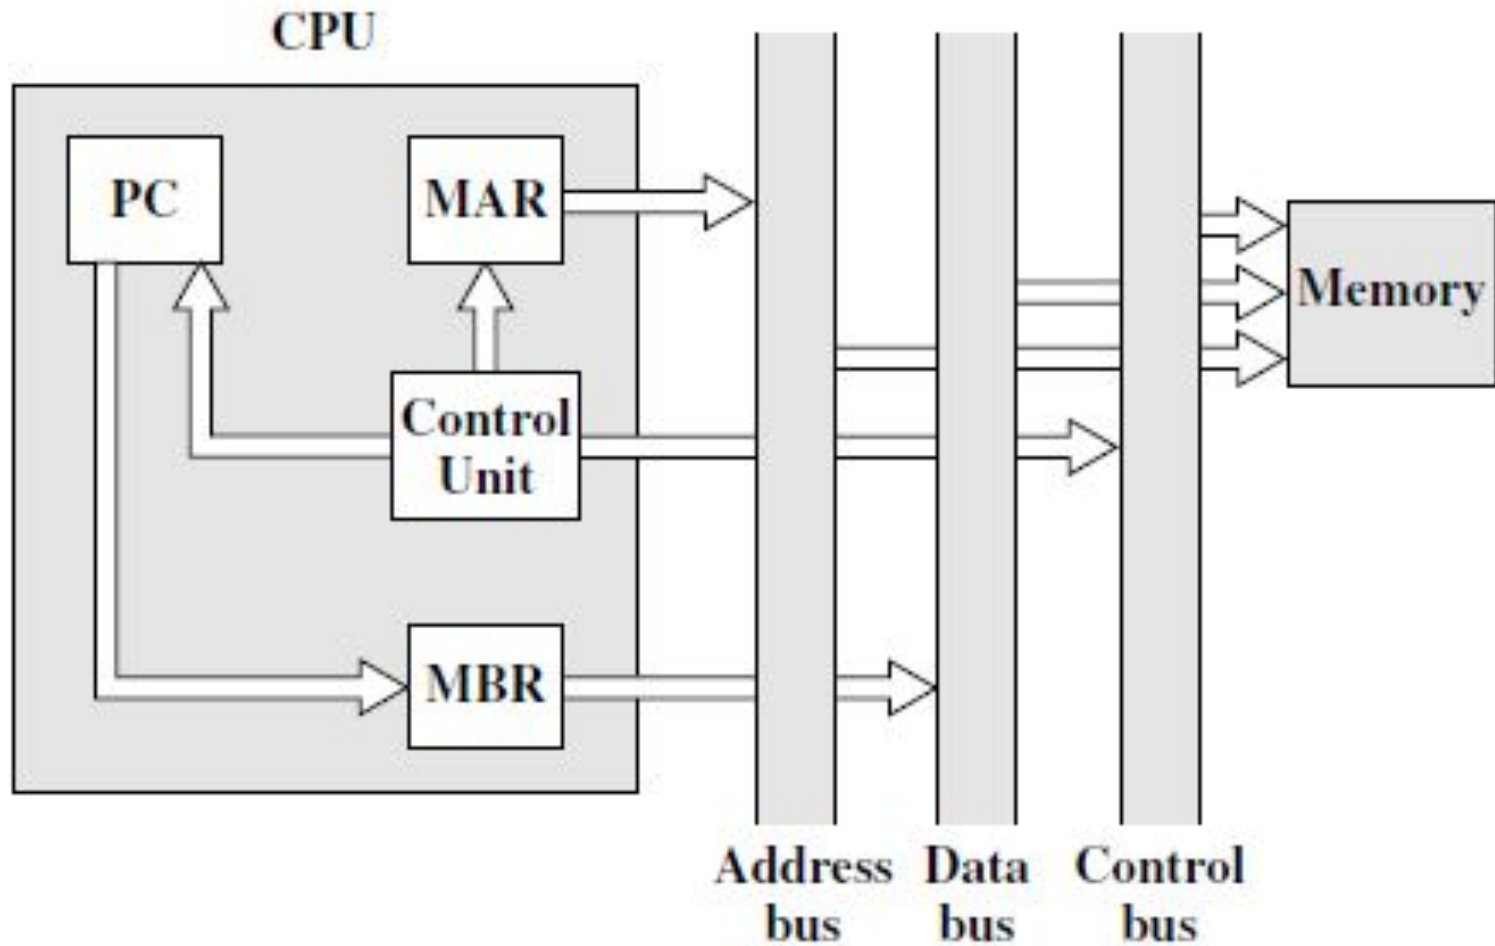 CPU
PC
MAR
Memory
Control
Unit
MBR
Address
bus
Data
bus
Control
bus